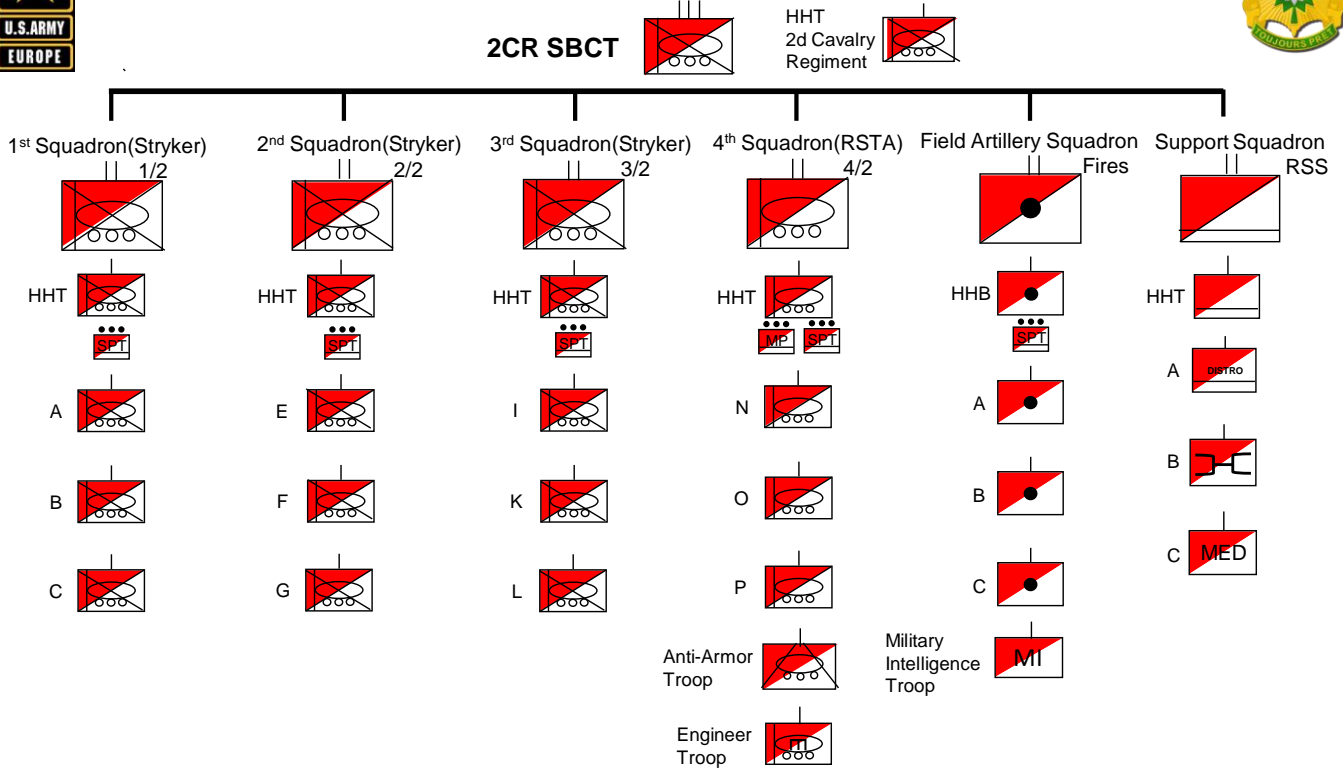 U.S.ARMY
EUROPE
2CR SBCT
HHT
2d Cavalry
Regiment
TOUJOURS PRET
1st Squadron(Stryker)
1/2
2nd Squadron(Stryker)
2/2
3rd Squadron(Stryker)
3/2
4th Squadron(RSTA)
4/2
Field Artillery Squadron
Fires
Support Squadron
RSS
HHT
HHT
HHT
HHT
HHB
HHT
SPT
SPT
SPT
MP
SPT
SPT
A
E
I
N
A
A
DISTRO
B
F
K
O
B
B
C
G
L
P
C
C
MED
Anti-Armor
Troop
Military
Intelligence
Troop
MI
Engineer
Troop
m